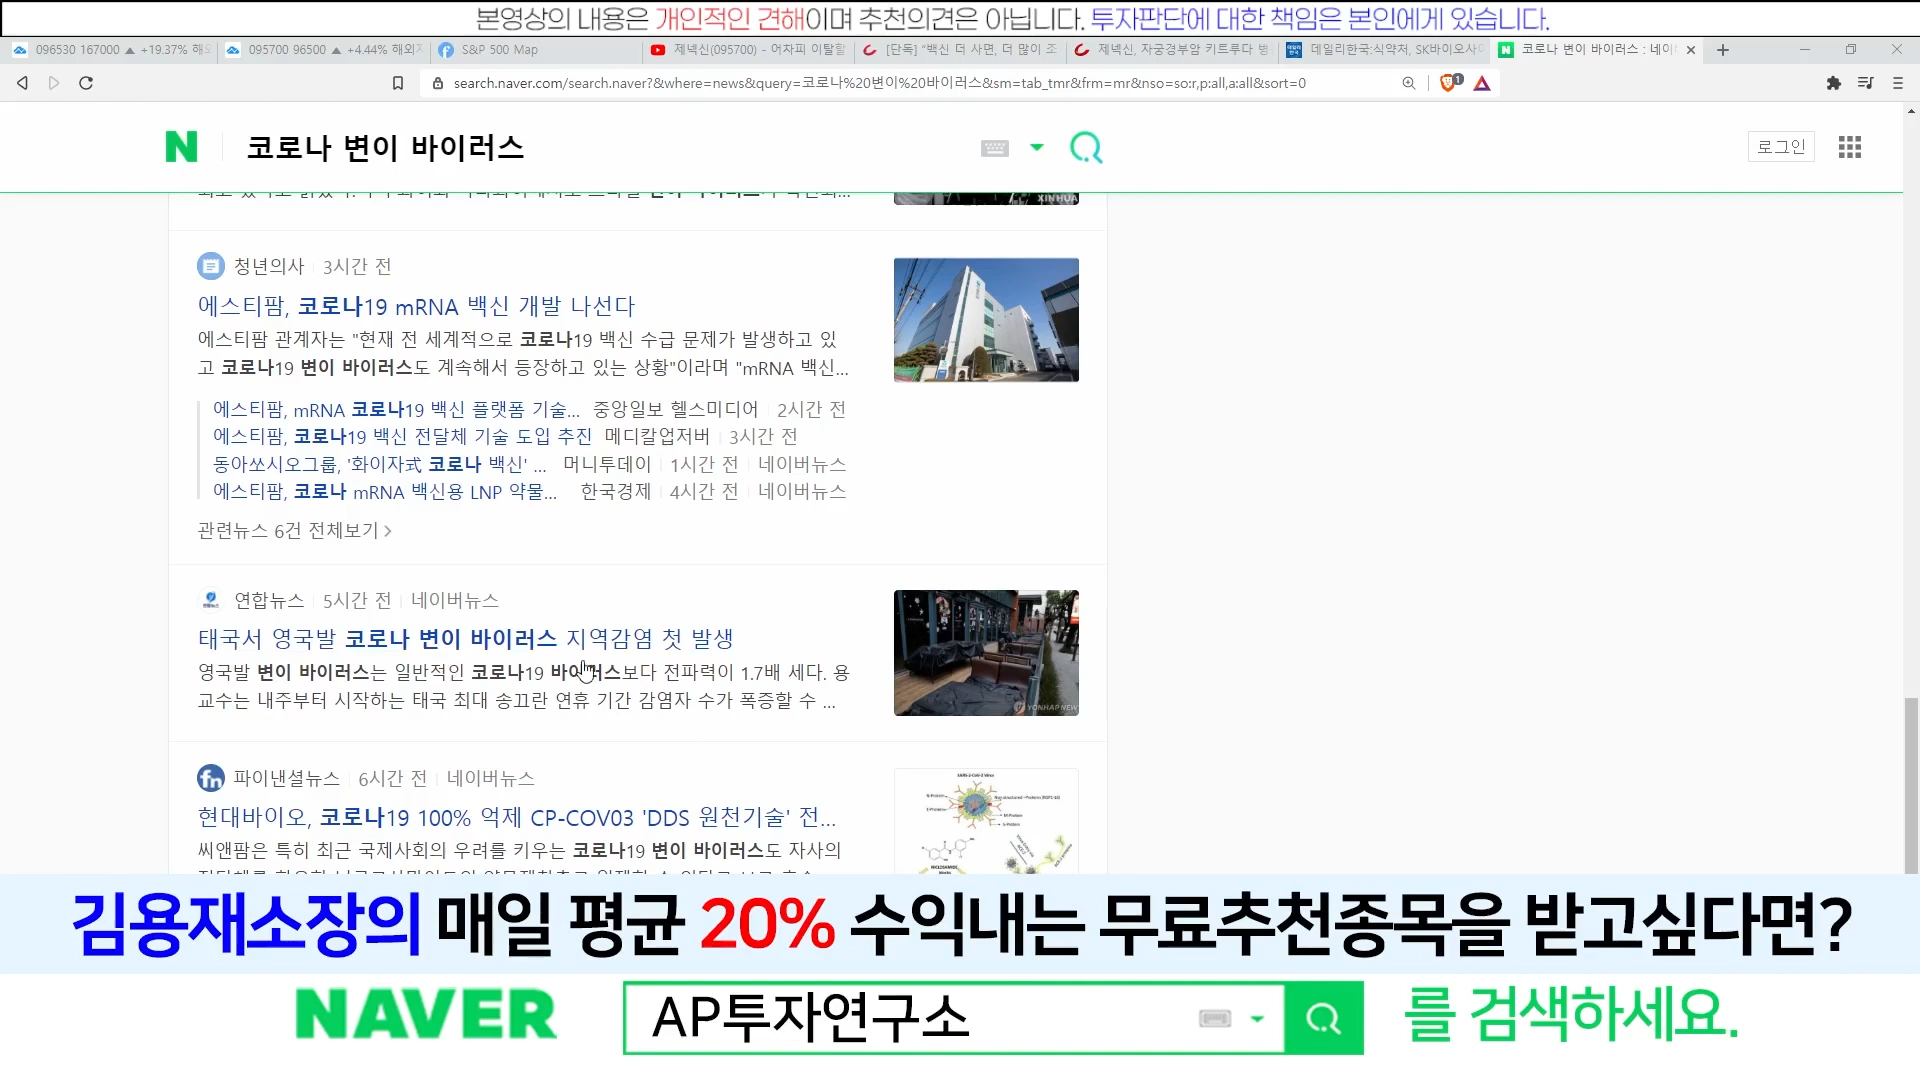 본영상의 내용은 개인적인 견해이며 추천의견은 아닙니다. 투자판단에 대한 책임은 본인에게 있습니다.
096530 167000 ▲ +19.37% 해외
095700 96500 ▲ +4.44% 해외지
S&P 500 Map
제넥신(095700) - 어차피 이탈할
[단독] "백신 더 사면, 더 많이 조
제넥신, 자궁경부암 키트루다 병
데일리한국:식약처, SK바이오사이
코로나 변이 바이러스 : 네이
search.naver.com/search.naver?&where=news&query=코로나%20변이%20바이러스&sm=tab_tmr&frm=mr&nso=so:r,p:all,a:all&sort=0
N 코로나 변이 바이러스
로그인
XINHUA
청년의사 3시간 전
에스티팜, 코로나19 mRNA 백신 개발 나선다
에스티팜 관계자는 "현재 전 세계적으로 코로나19 백신 수급 문제가 발생하고 있
고 코로나19 변이 바이러스도 계속해서 등장하고 있는 상황"이라며 "mRNA 백신...
에스티팜, mRNA 코로나19 백신 플랫폼 기술... 중앙일보 헬스미디어 2시간 전
에스티팜, 코로나19 백신 전달체 기술 도입 추진 메디칼업저버 3시간 전
동아쏘시오그룹, '화이자式 코로나 백신' ... 머니투데이 1시간 전 네이버뉴스
에스티팜, 코로나 mRNA 백신용 LNP 약물... 한국경제 4시간 전 네이버뉴스
관련뉴스 6건 전체보기 >
연합뉴스 5시간 전 네이버뉴스
태국서 영국발 코로나 변이 바이러스 지역감염 첫 발생
영국발 변이 바이러스는 일반적인 코로나19 바이러스보다 전파력이 1.7배 세다. 용
교수는 내주부터 시작하는 태국 최대 송끄란 연휴 기간 감염자 수가 폭증할 수 ...
YONHAP NEWS
파이낸셜뉴스 6시간 전 네이버뉴스
현대바이오, 코로나19 100% 억제 CP-COV03 'DDS 원천기술' 전...
씨앤팜은 특히 최근 국제사회의 우려를 키우는 코로나19 변이 바이러스도 자사의
김용재소장의 매일 평균 20% 수익내는 무료추천종목을 받고싶다면?
NAVER AP투자연구소 를 검색하세요.